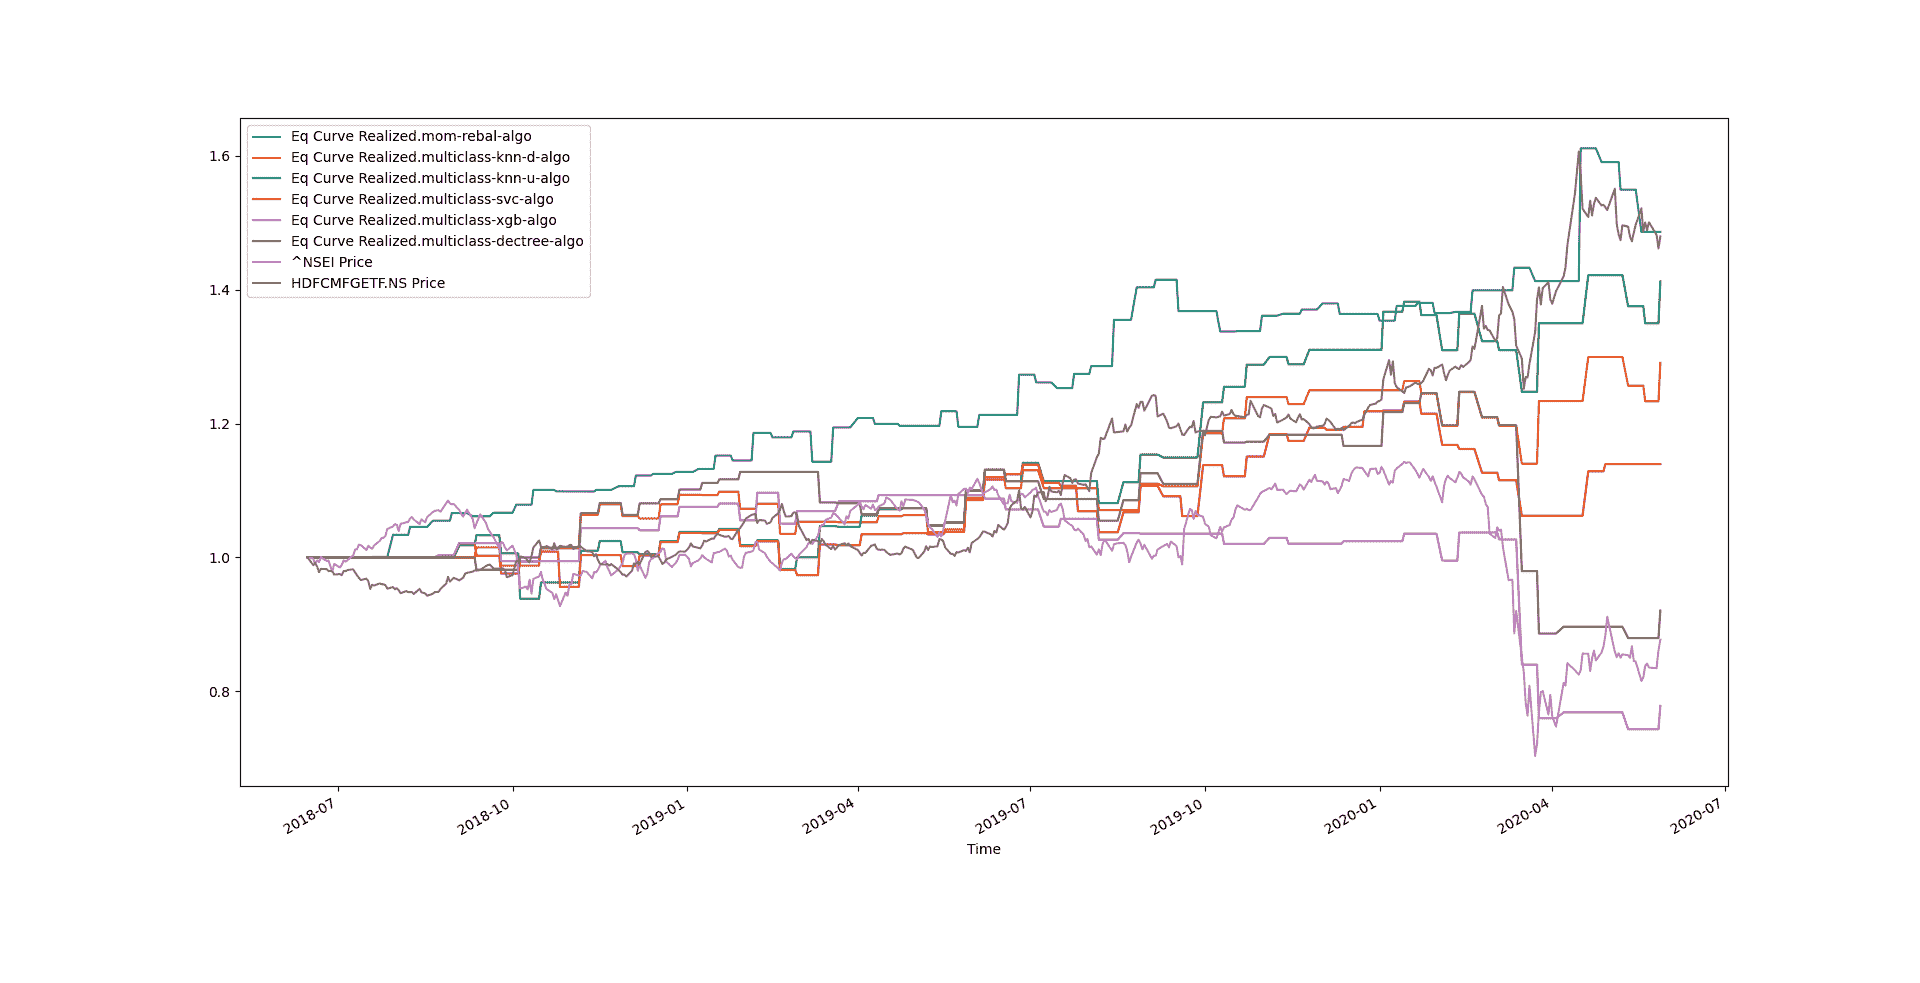 Eq Curve Realized.mom-rebal-algo
Eq Curve Realized.multiclass-knn-d-algo
Eq Curve Realized.multiclass-knn-u-algo
Eq Curve Realized.multiclass-svc-algo
Eq Curve Realized.multiclass-xgb-algo
Eq Curve Realized.multiclass-dectree-algo
^NSEI Price
HDFCMFGETF.NS Price
1.6
1.4
1.2
1.0
0.8
2018-07
2018-10
2019-01
2019-04
2019-07
2019-10
2020-01
2020-04
2020-07
Time